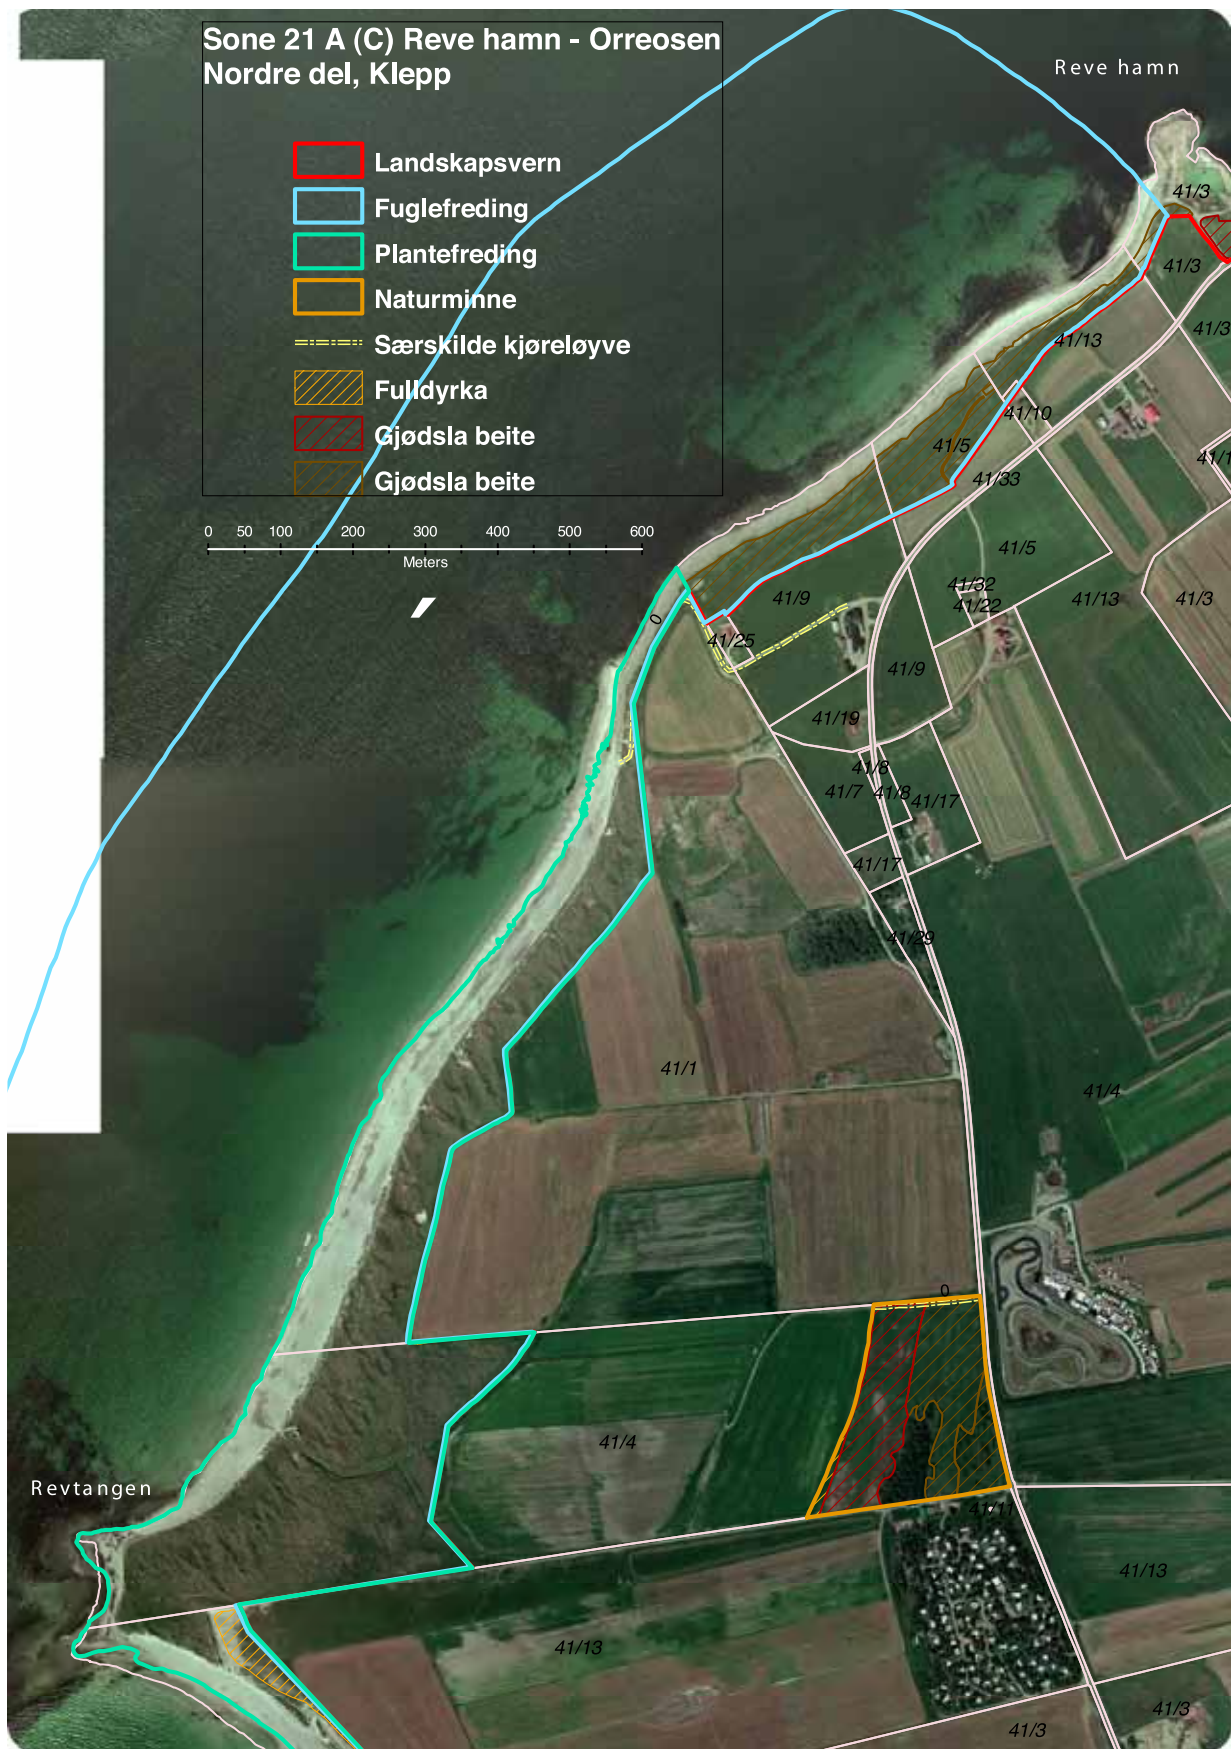 Sone 21 A (C) Reve hamn - Orreosen
Nordre del, Klepp
Reve hamn
Landskapsvern
Fuglefreding
Plantefreding
Naturminne
Særskilde kjøreløyve
Fulldyrka
Gjødsla beite
Gjødsla beite
0 50 100 200 300 400 500 600
Meters
41/3
41/3
41/3
41/13
41/10
41/5
41/1
41/33
41/5
41/32
41/22
41/13
41/3
41/9
0
41/25
41/9
41/19
41/8
41/7
41/8
41/17
41/17
41/29
41/1
41/4
0
41/4
Revtangen
41/11
41/13
41/13
41/3
41/3